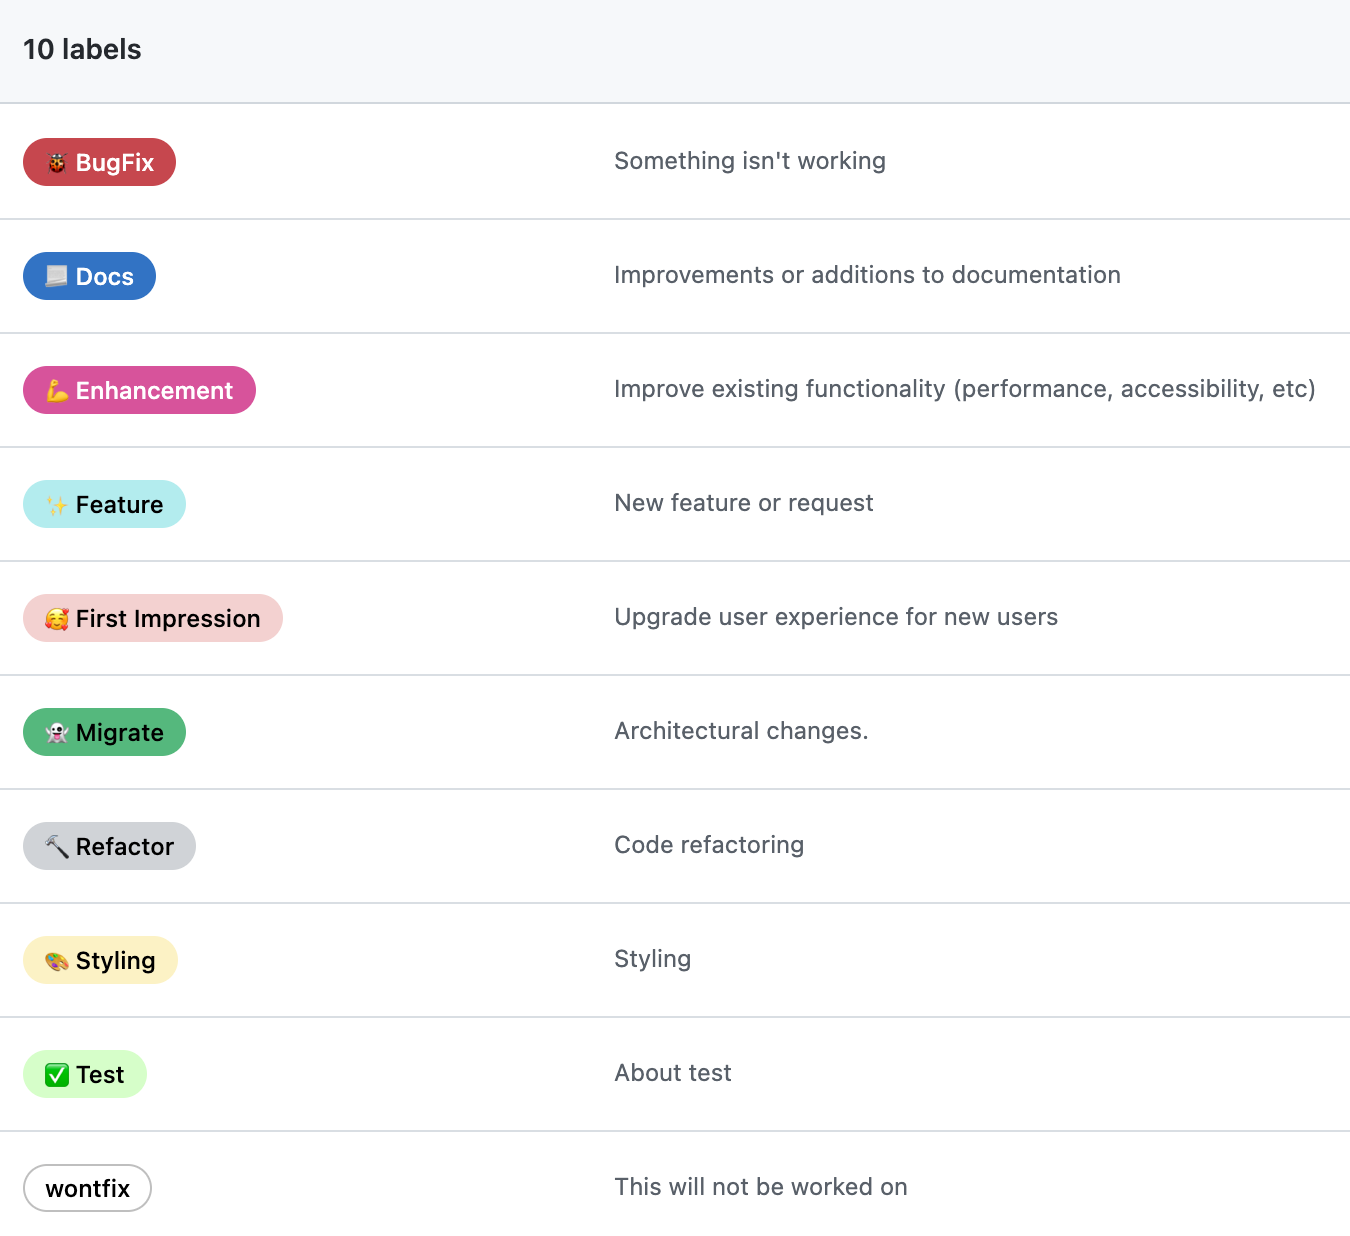 10 labels
🐞 BugFix Something isn't working
📃 Docs Improvements or additions to documentation
💪 Enhancement Improve existing functionality (performance, accessibility, etc)
✨ Feature New feature or request
🥰 First Impression Upgrade user experience for new users
👻 Migrate Architectural changes.
🔨 Refactor Code refactoring
🎨 Styling Styling
✅ Test About test
wontfix This will not be worked on